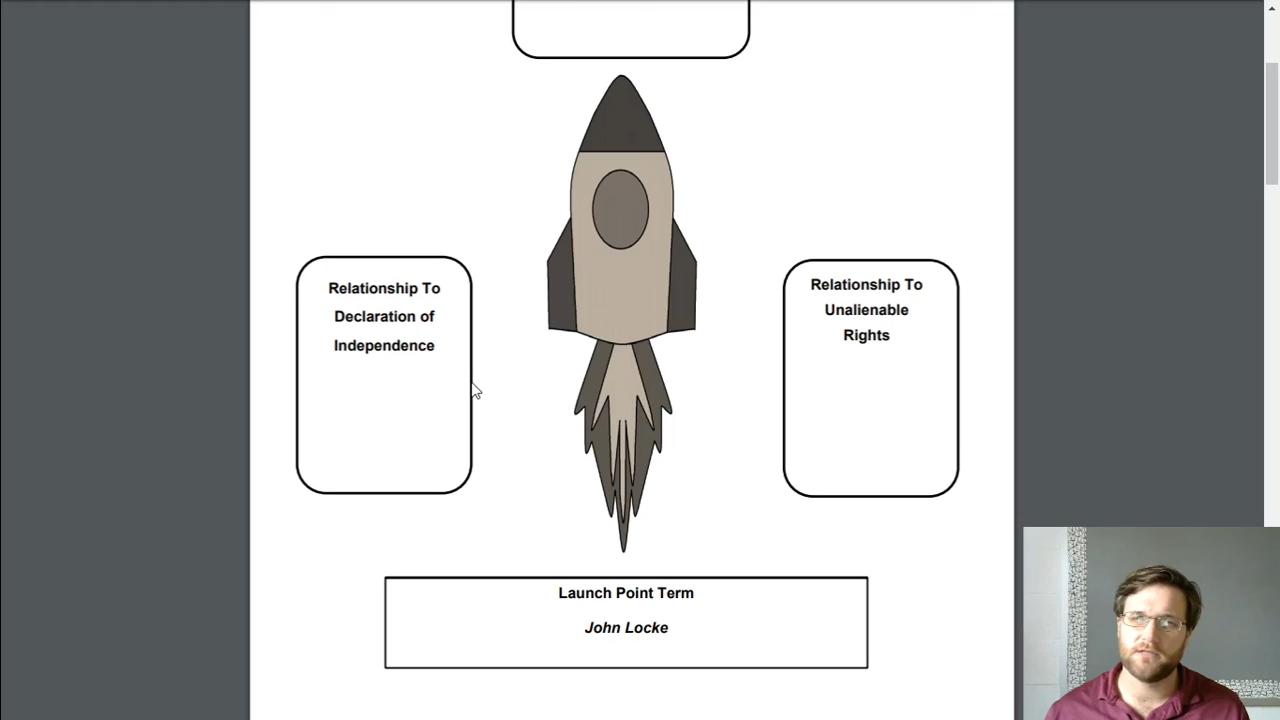 Relationship To
Declaration of
Independence
Relationship To
Unalienable
Rights
Launch Point Term
John Locke